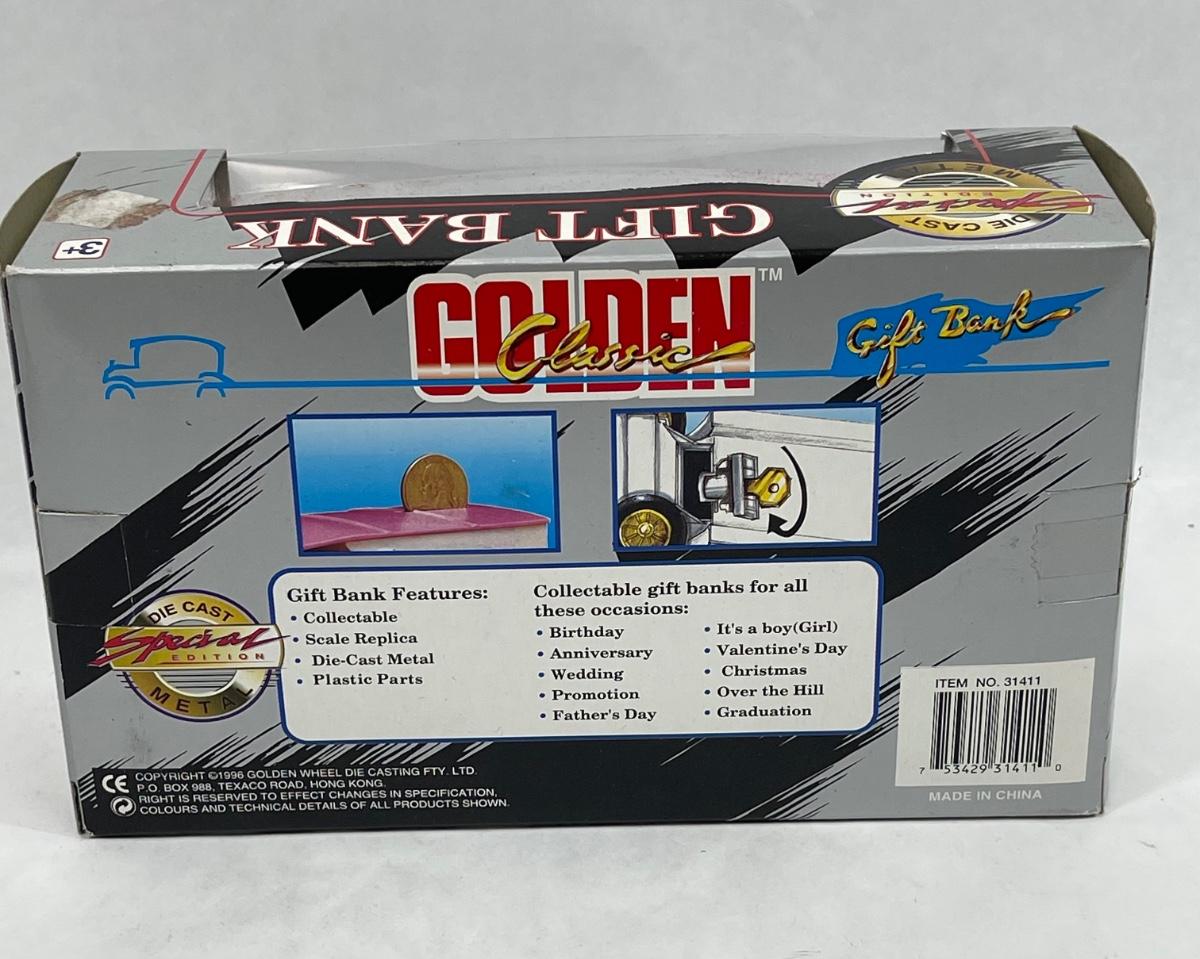 GIFT BANK
DIE CAST
Special
EDITION
METAL
3+
GOLDEN™
Classic
Gift Bank
Gift Bank Features:
• Collectable
• Scale Replica
• Die-Cast Metal
• Plastic Parts
Collectable gift banks for all
these occasions:
• Birthday
• Anniversary
• Wedding
• Promotion
• Father's Day
• It's a boy(Girl)
• Valentine's Day
• Christmas
• Over the Hill
• Graduation
DIE CAST
Special
EDITION
METAL
CE COPYRIGHT ©1996 GOLDEN WHEEL DIE CASTING FTY. LTD.
P.O. BOX 988, TEXACO ROAD, HONG KONG.
RIGHT IS RESERVED TO EFFECT CHANGES IN SPECIFICATION,
COLOURS AND TECHNICAL DETAILS OF ALL PRODUCTS SHOWN.
ITEM NO. 31411
7 53429 31411 0
MADE IN CHINA